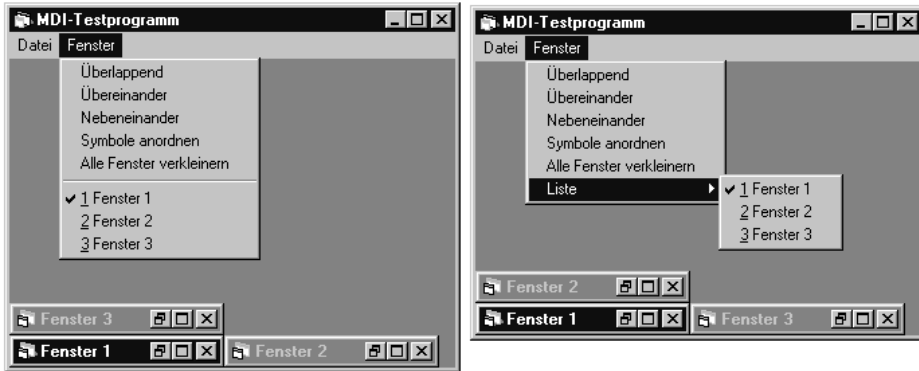 MDI-Testprogramm
Datei Fenster
Überlappend
Übereinander
Nebeneinander
Symbole anordnen
Alle Fenster verkleinern
1 Fenster 1
2 Fenster 2
3 Fenster 3
Fenster 3
Fenster 1 Fenster 2
MDI-Testprogramm
Datei Fenster
Überlappend
Übereinander
Nebeneinander
Symbole anordnen
Alle Fenster verkleinern
Liste
1 Fenster 1
2 Fenster 2
3 Fenster 3
Fenster 2
Fenster 1 Fenster 3